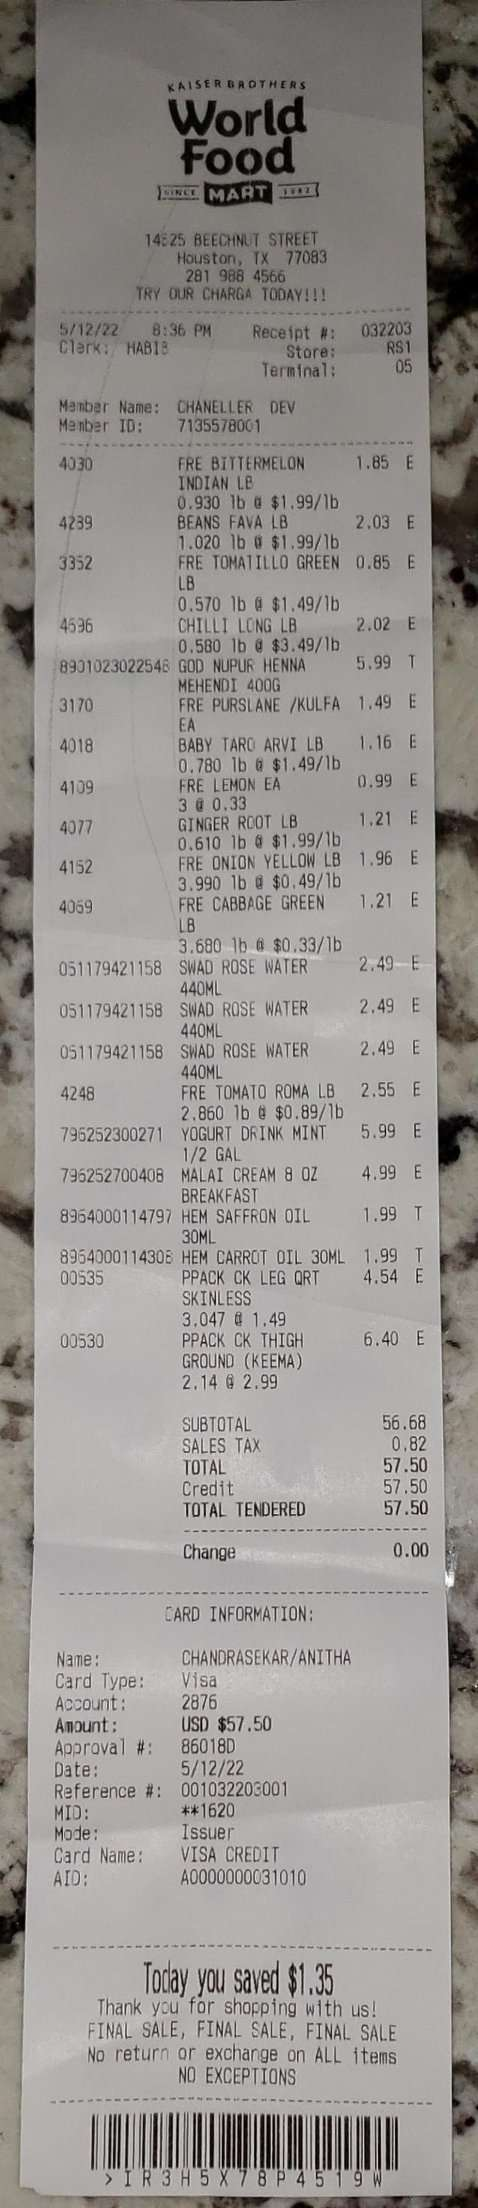 KAISER BROTHERS
World
Food
SINCE MART 1982
14625 BEECHNUT STREET
Houston, TX 77083
281 988 4566
TRY OUR CHARGA TODAY!!!
5/12/22 8:36 PM Receipt #: 032203
Clerk: HABIB Store: RS1
Terminal: 05
Member Name: CHANELLER DEV
Member ID: 7135578001
4030 FRE BITTERMELON 1.85 E
INDIAN LB
0.930 lb @ $1.99/lb
4239 BEANS FAVA LB 2.03 E
1.020 lb @ $1.99/lb
3352 FRE TOMATILLO GREEN 0.85 E
LB
0.570 lb @ $1.49/lb
4696 CHILLI LONG LB 2.02 E
0.580 lb @ $3.49/lb
8901023022546 GOD NUPUR HENNA 5.99 T
MEHENDI 400G
3170 FRE PURSLANE /KULFA 1.49 E
EA
4018 BABY TARO ARVI LB 1.16 E
0.780 lb @ $1.49/lb
4109 FRE LEMON EA 0.99 E
3 @ 0.33
4077 GINGER ROOT LB 1.21 E
0.610 lb @ $1.99/lb
4152 FRE ONION YELLOW LB 1.96 E
3.990 lb @ $0.49/lb
4069 FRE CABBAGE GREEN 1.21 E
LB
3.680 lb @ $0.33/lb
051179421158 SWAD ROSE WATER 2.49 E
440ML
051179421158 SWAD ROSE WATER 2.49 E
440ML
051179421158 SWAD ROSE WATER 2.49 E
440ML
4248 FRE TOMATO ROMA LB 2.55 E
2.860 lb @ $0.89/lb
796252300271 YOGURT DRINK MINT 5.99 E
1/2 GAL
796252700408 MALAI CREAM 8 OZ 4.99 E
BREAKFAST
8964000114797 HEM SAFFRON OIL 1.99 T
30ML
8964000114308 HEM CARROT OIL 30ML 1.99 T
00535 PPACK CK LEG QRT 4.54 E
SKINLESS
3.047 @ 1.49
00530 PPACK CK THIGH 6.40 E
GROUND (KEEMA)
2.14 @ 2.99
SUBTOTAL 56.68
SALES TAX 0.82
TOTAL 57.50
Credit 57.50
TOTAL TENDERED 57.50
Change 0.00
CARD INFORMATION:
Name: CHANDRASEKAR/ANITHA
Card Type: Visa
Account: 2876
Amount: USD $57.50
Approval #: 86018D
Date: 5/12/22
Reference #: 001032203001
MID: **1620
Mode: Issuer
Card Name: VISA CREDIT
AID: A0000000031010
Today you saved $1.35
Thank you for shopping with us!
FINAL SALE, FINAL SALE, FINAL SALE
No return or exchange on ALL items
NO EXCEPTIONS
>IR3H5X78P4519W